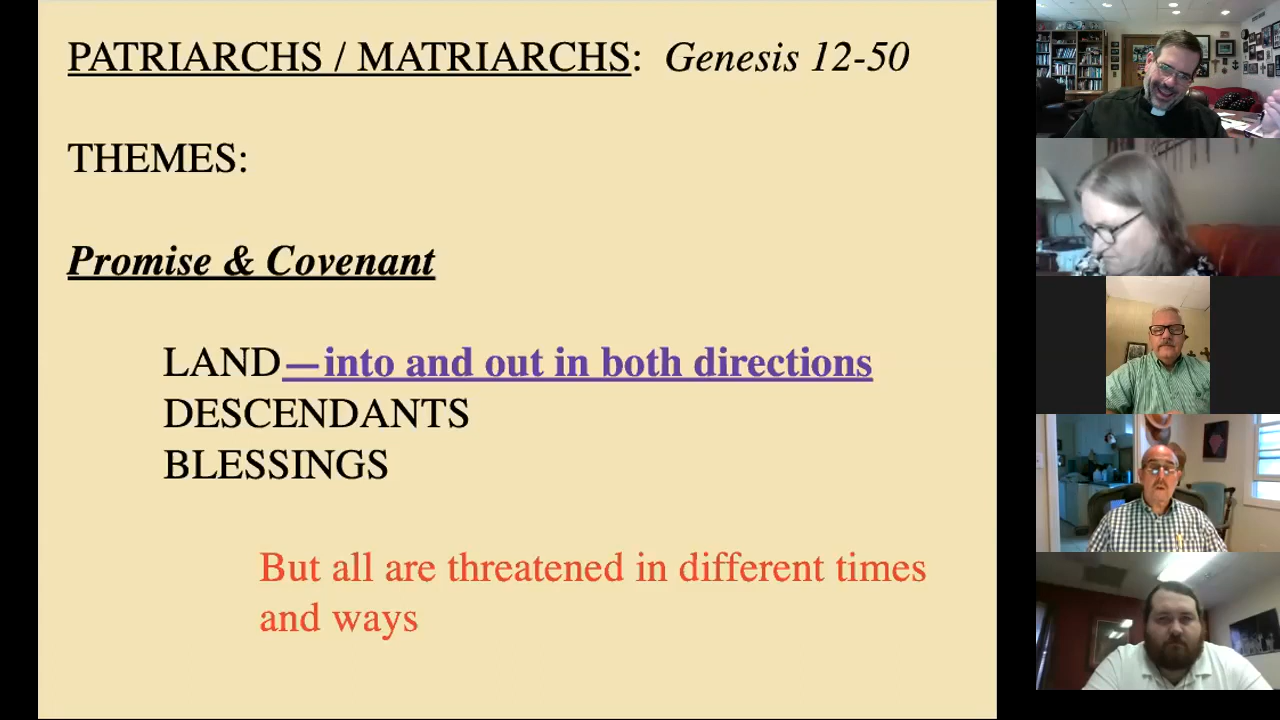 PATRIARCHS / MATRIARCHS: Genesis 12-50
THEMES:
Promise & Covenant
LAND—into and out in both directions
DESCENDANTS
BLESSINGS
But all are threatened in different times
and ways